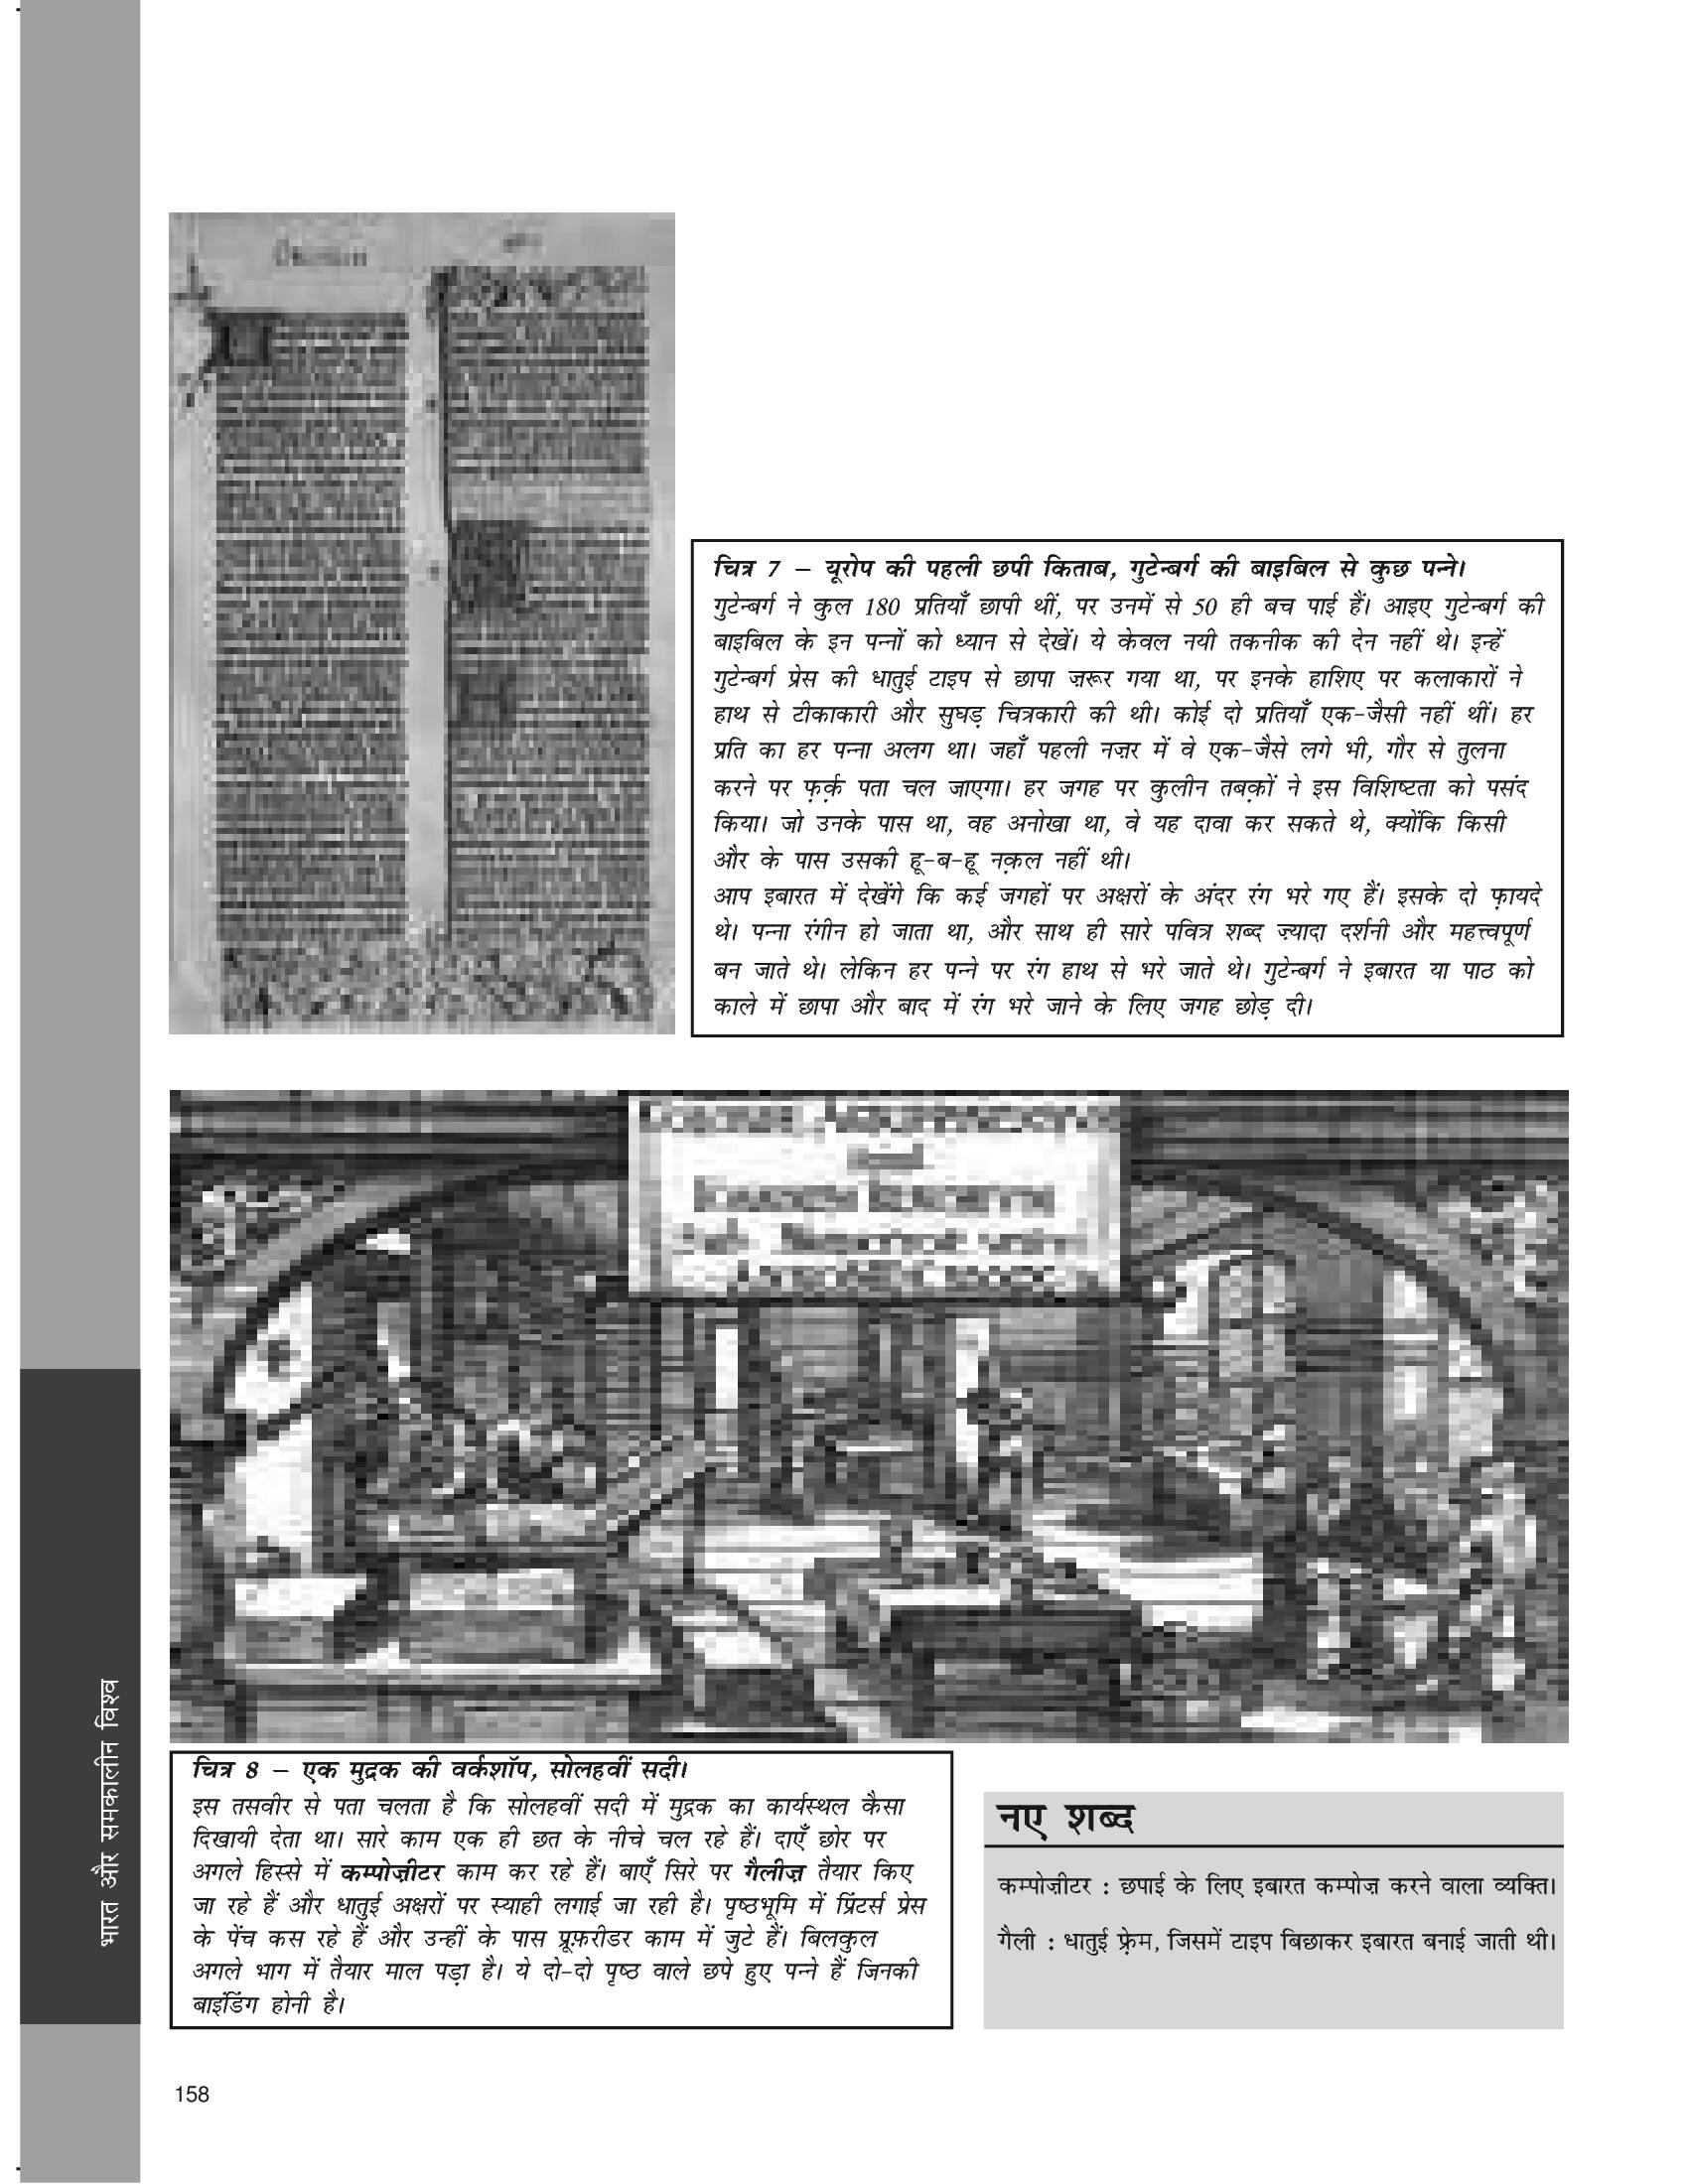 चित्र 7 – यूरोप की पहली छपी किताब, गुटेन्बर्ग की बाइबिल से कुछ पन्ने।
गुटेन्बर्ग ने कुल 180 प्रतियाँ छापी थीं, पर उनमें से 50 ही बच पाई हैं। आइए गुटेन्बर्ग की
बाइबिल के इन पन्नों को ध्यान से देखें। ये केवल नयी तकनीक की देन नहीं थे। इन्हें
गुटेन्बर्ग प्रेस की धातुई टाइप से छापा ज़रूर गया था, पर इनके हाशिए पर कलाकारों ने
हाथ से टीकाकारी और सुघड़ चित्रकारी की थी। कोई दो प्रतियाँ एक-जैसी नहीं थीं। हर
प्रति का हर पन्ना अलग था। जहाँ पहली नज़र में वे एक-जैसे लगे भी, गौर से तुलना
करने पर फ़र्क़ पता चल जाएगा। हर जगह पर कुलीन तबक़ों ने इस विशिष्टता को पसंद
किया। जो उनके पास था, वह अनोखा था, वे यह दावा कर सकते थे, क्योंकि किसी
और के पास उसकी हू-ब-हू नक़ल नहीं थी।
आप इबारत में देखेंगे कि कई जगहों पर अक्षरों के अंदर रंग भरे गए हैं। इसके दो फ़ायदे
थे। पन्ना रंगीन हो जाता था, और साथ ही सारे पवित्र शब्द ज़्यादा दर्शनी और महत्त्वपूर्ण
बन जाते थे। लेकिन हर पन्ने पर रंग हाथ से भरे जाते थे। गुटेन्बर्ग ने इबारत या पाठ को
काले में छापा और बाद में रंग भरे जाने के लिए जगह छोड़ दी।
चित्र 8 – एक मुद्रक की वर्कशॉप, सोलहवीं सदी।
इस तसवीर से पता चलता है कि सोलहवीं सदी में मुद्रक का कार्यस्थल कैसा
दिखायी देता था। सारे काम एक ही छत के नीचे चल रहे हैं। दाएँ छोर पर
अगले हिस्से में कम्पोज़ीटर काम कर रहे हैं। बाएँ सिरे पर गैलीज़ तैयार किए
जा रहे हैं और धातुई अक्षरों पर स्याही लगाई जा रही है। पृष्ठभूमि में प्रिंटर्स प्रेस
के पेंच कस रहे हैं और उन्हीं के पास प्रूफ़रीडर काम में जुटे हैं। बिलकुल
अगले भाग में तैयार माल पड़ा है। ये दो-दो पृष्ठ वाले छपे हुए पन्ने हैं जिनकी
बाइंडिंग होनी है।
नए शब्द
कम्पोज़ीटर : छपाई के लिए इबारत कम्पोज़ करने वाला व्यक्ति।
गैली : धातुई फ़्रेम, जिसमें टाइप बिछाकर इबारत बनाई जाती थी।
भारत और समकालीन विश्व
158